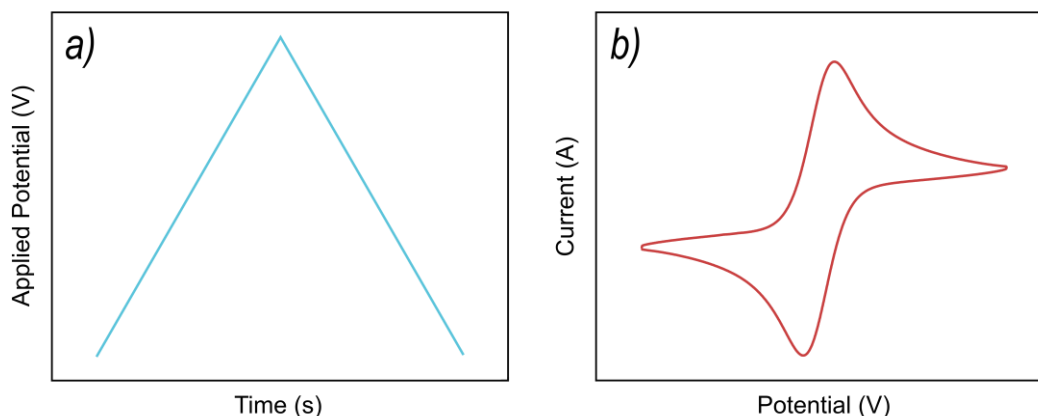 a)
Applied Potential (V)
Time (s)
b)
Current (A)
Potential (V)